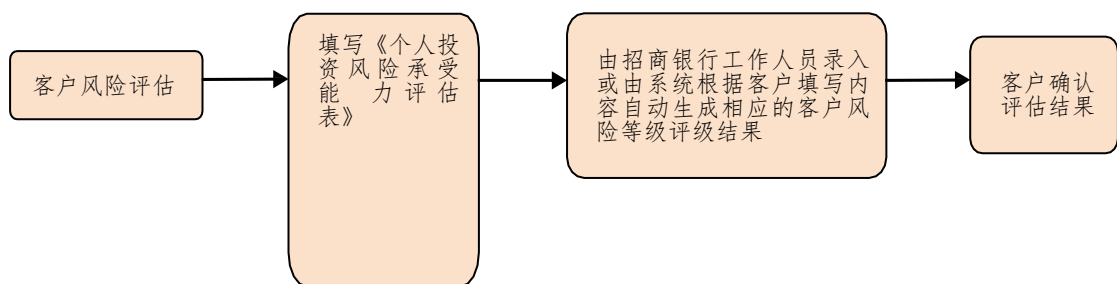 客户风险评估
填写《个人投
资风险承受
能 力评估
表》
由招商银行工作人员录入
或由系统根据客户填写内
容自动生成相应的客户风
险等级评级结果
客户确认
评估结果